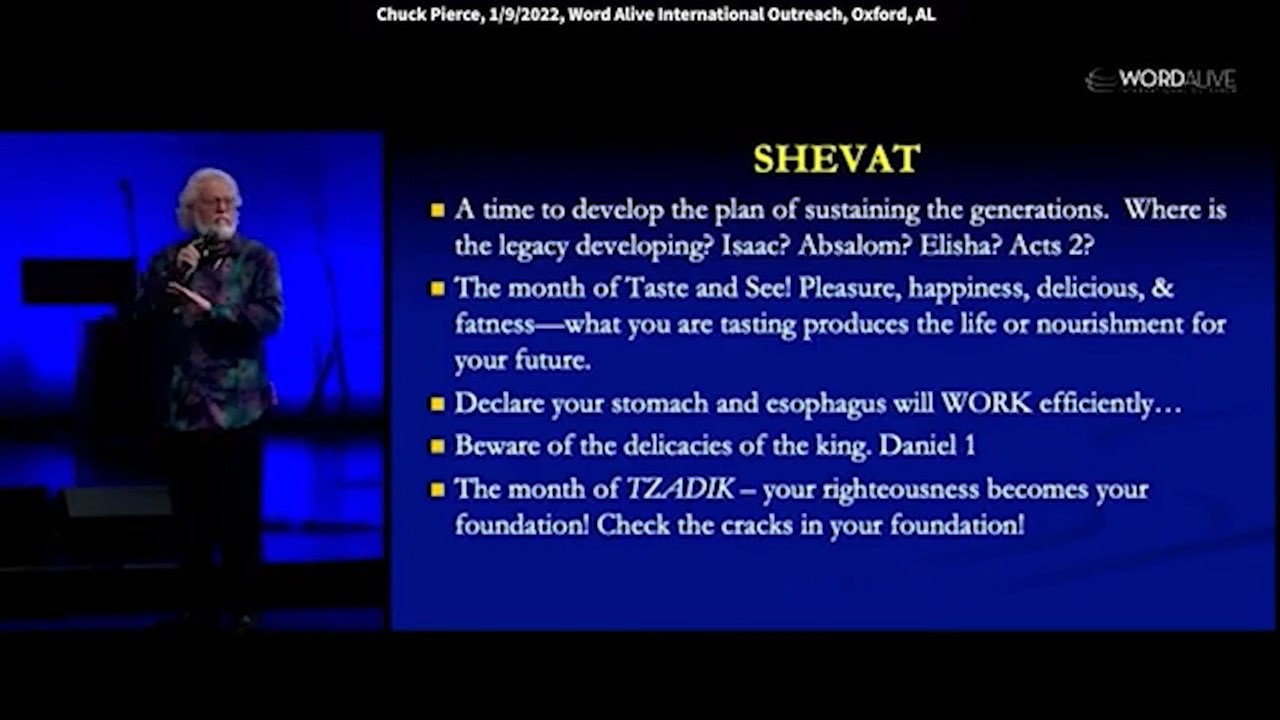 Chuck Pierce, 1/9/2022, Word Alive International Outreach, Oxford, AL
WORDALIVE
SHEVAT
A time to develop the plan of sustaining the generations. Where is
the legacy developing? Isaac? Absalom? Elisha? Acts 2?
The month of Taste and See! Pleasure, happiness, delicious, &
fatness—what you are tasting produces the life or nourishment for
your future.
Declare your stomach and esophagus will WORK efficiently…
Beware of the delicacies of the king. Daniel 1
The month of TZADIK – your righteousness becomes your
foundation! Check the cracks in your foundation!